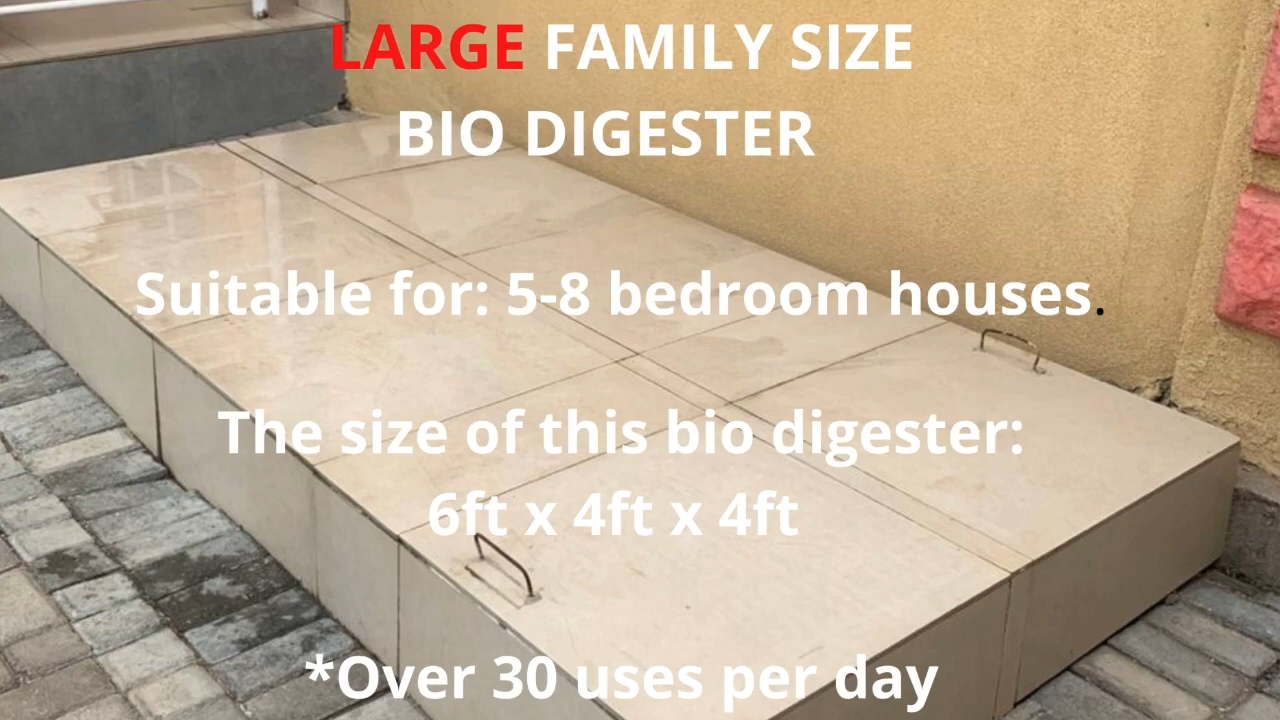 LARGE FAMILY SIZE
BIO DIGESTER
Suitable for: 5-8 bedroom houses.
The size of this bio digester:
6ft x 4ft x 4ft
*Over 30 uses per day